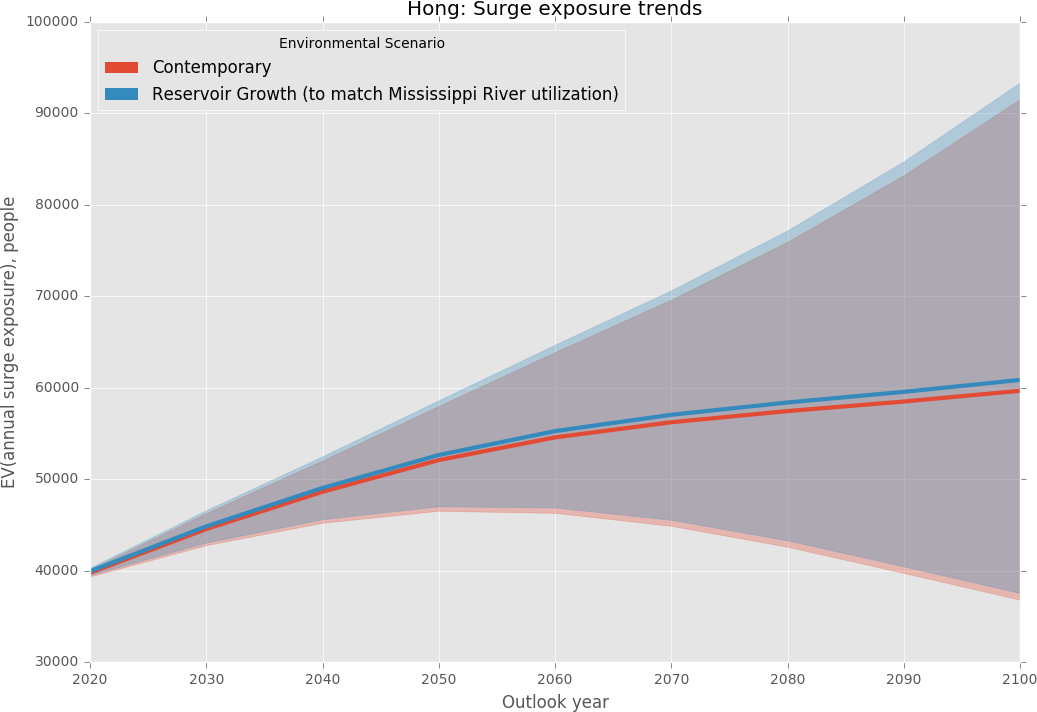 Hong: Surge exposure trends
Environmental Scenario
Contemporary
Reservoir Growth (to match Mississippi River utilization)
EV(annual surge exposure), people
100000
90000
80000
70000
60000
50000
40000
30000
2020 2030 2040 2050 2060 2070 2080 2090 2100
Outlook year